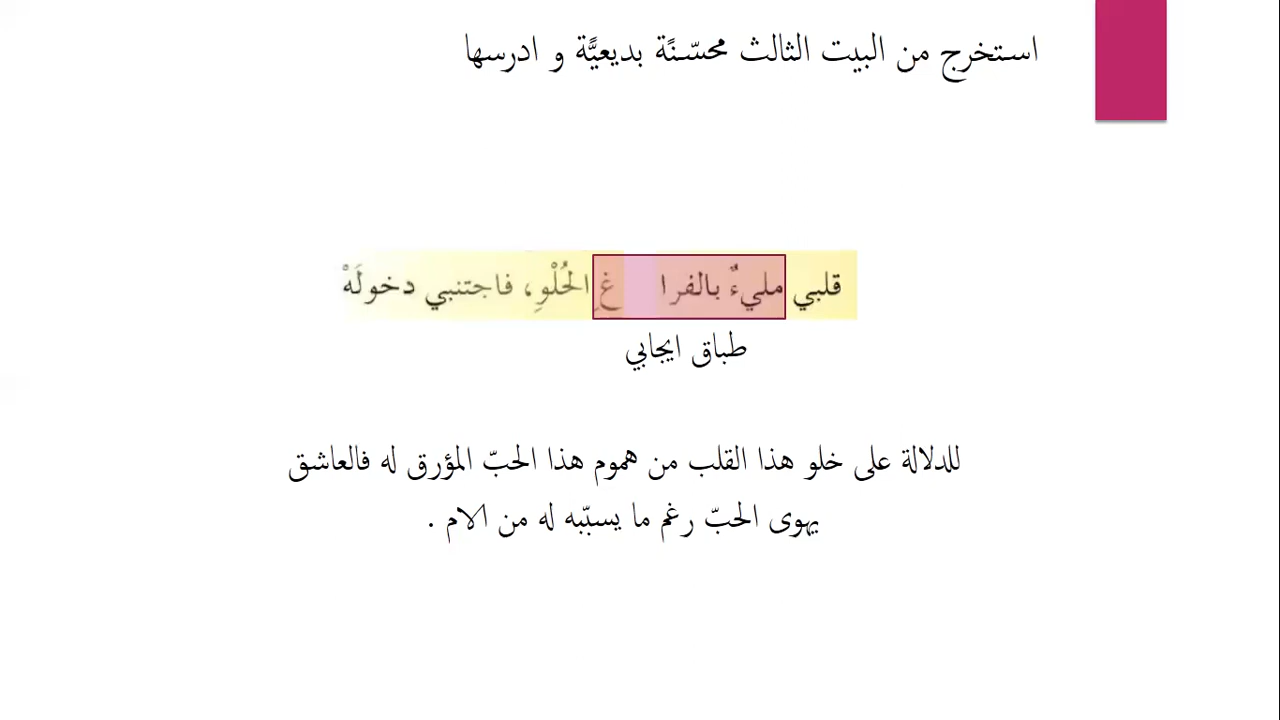 استخرج من البيت الثالث محسّنةً بديعيًّة و ادرسها
قلبي مليءٌ بالفرا غِ الحُلْوِ، فاجتنبي دخولَهْ
طباق ايجابي
للدلالة على خلو هذا القلب من هموم هذا الحبّ المؤرق له فالعاشق
يهوى الحبّ رغم ما يسبّبه له من الام .